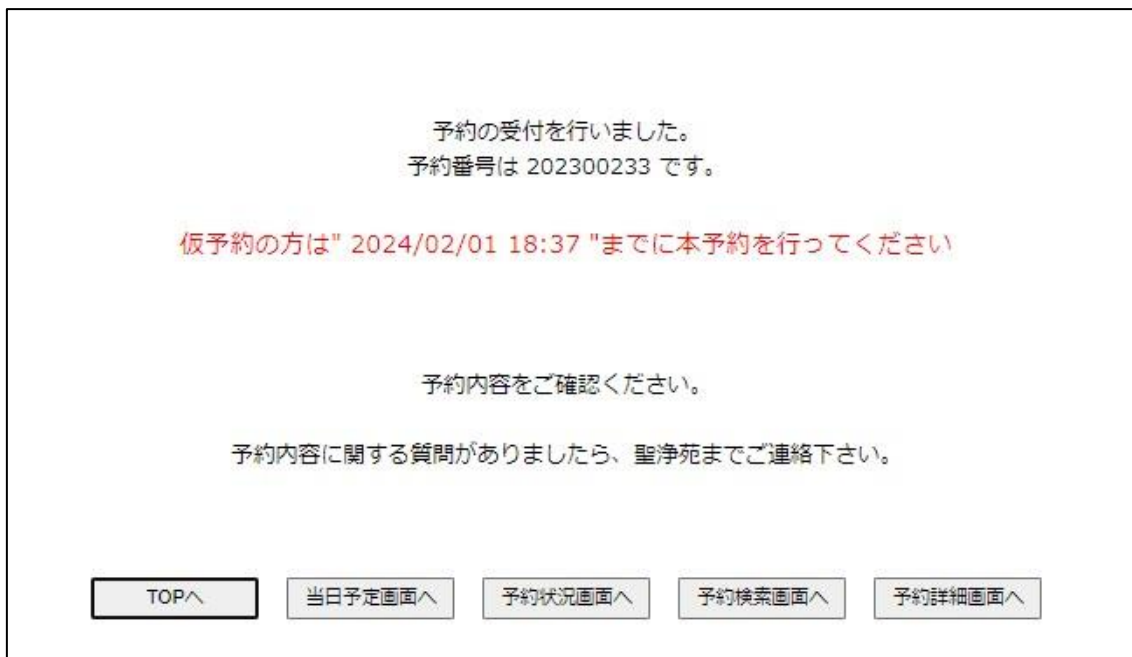 予約の受付を行いました。
予約番号は 202300233 です。
仮予約の方は" 2024/02/01 18:37 "までに本予約を行ってください
予約内容をご確認ください。
予約内容に関する質問がありましたら、聖浄苑までご連絡下さい。
TOPへ 当日予定画面へ 予約状況画面へ 予約検索画面へ 予約詳細画面へ